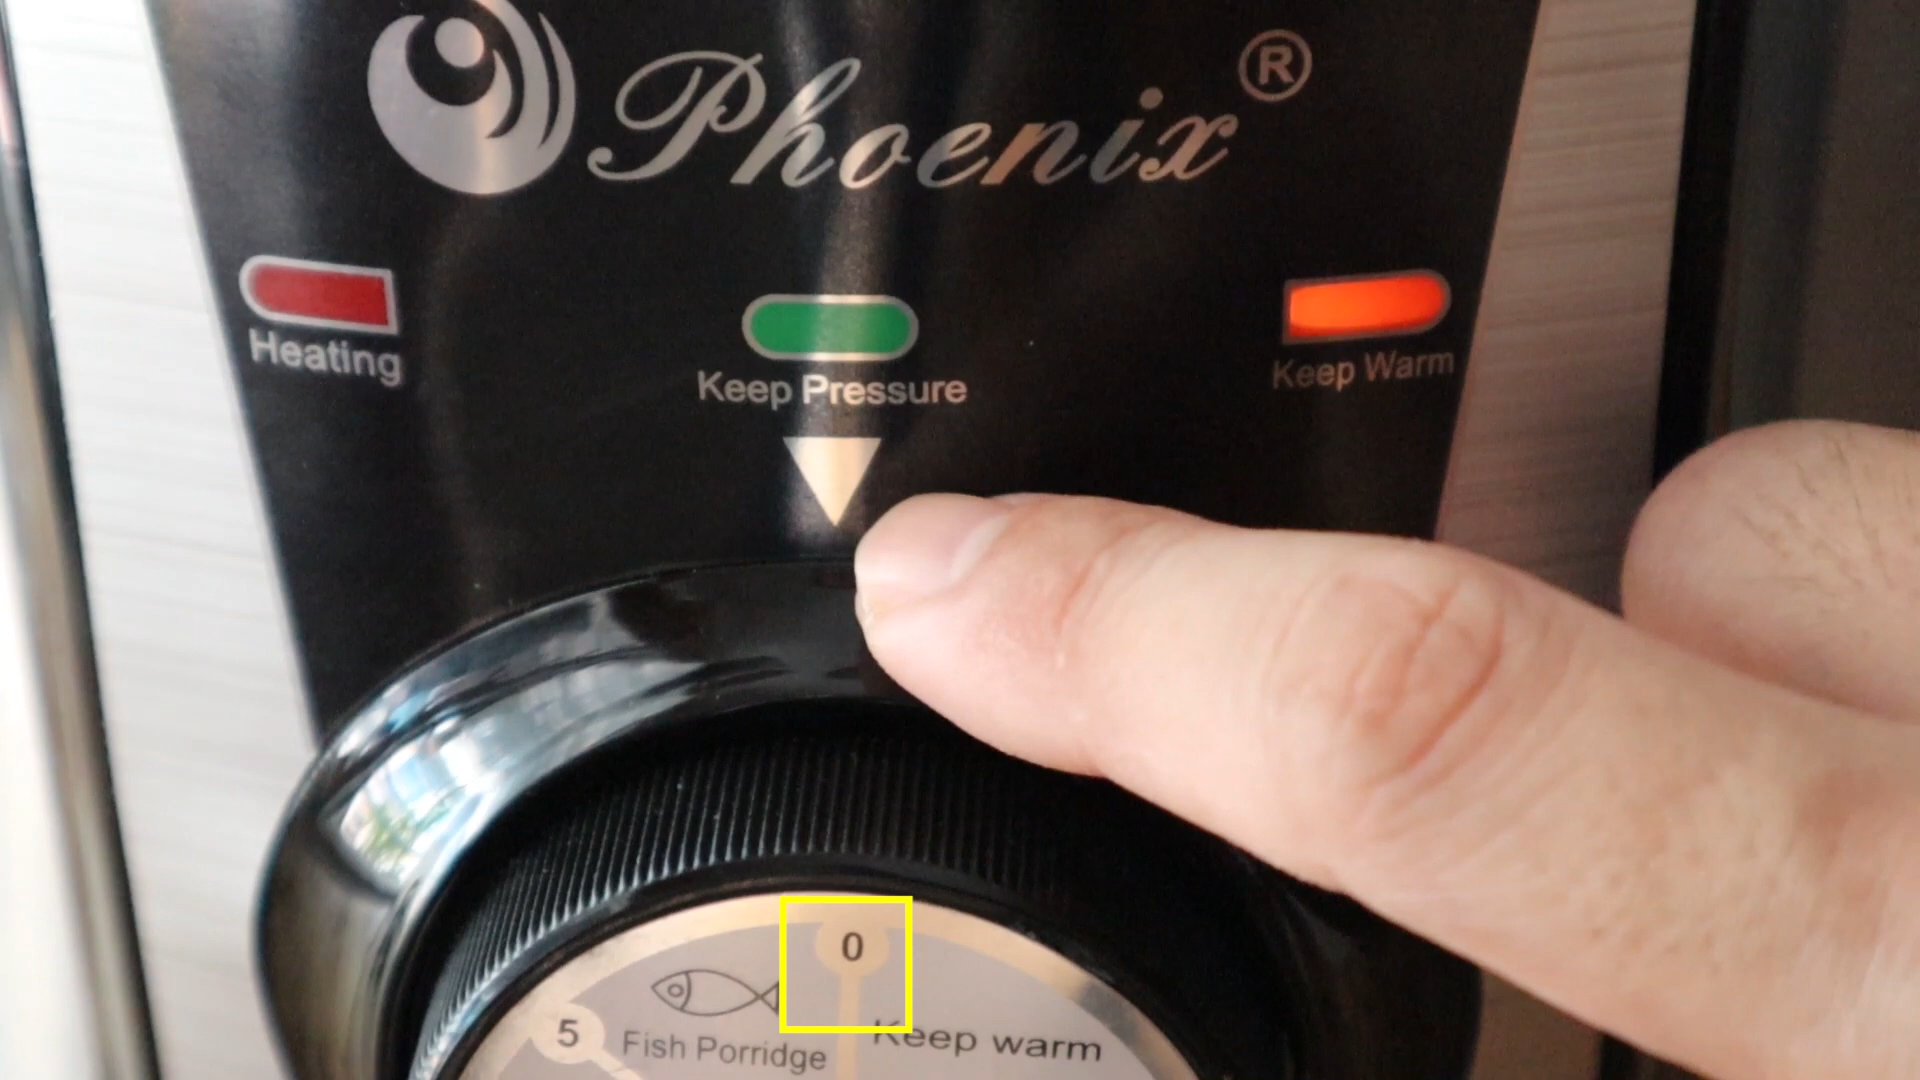 Phoenix ®
Heating
Keep Pressure
Keep Warm
0
5
Fish Porridge
Keep warm